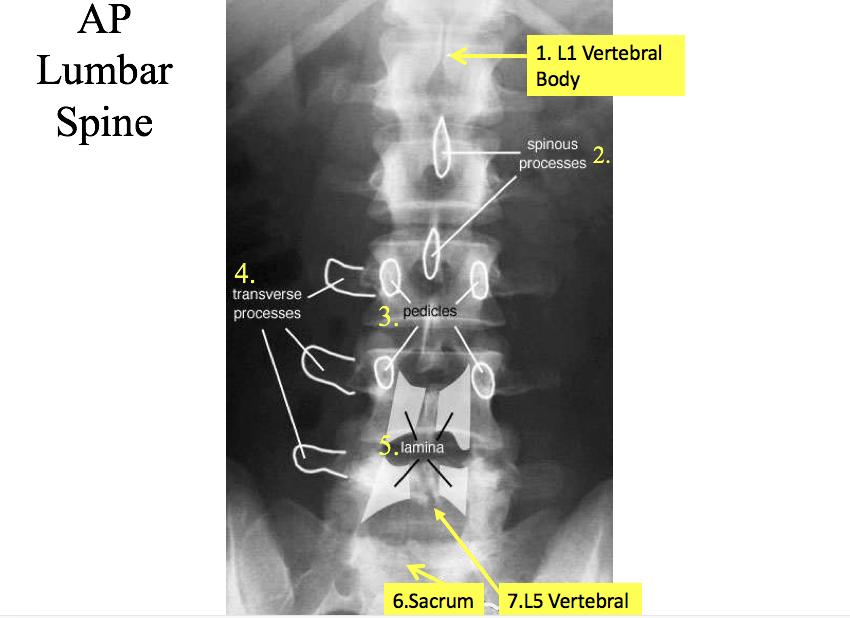 AP
Lumbar
Spine
1. L1 Vertebral
Body
spinous
processes 2.
4.
transverse
processes
3. pedicles
5. lamina
6.Sacrum
7.L5 Vertebral